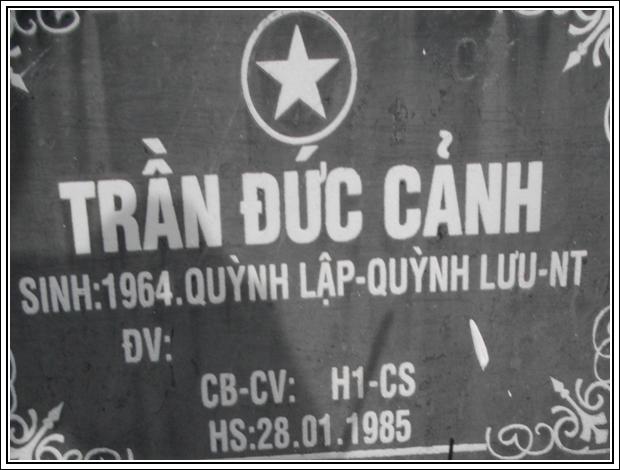 TRẦN ĐỨC CẢNH
SINH:1964.QUỲNH LẬP-QUỲNH LƯU-NT
ĐV:
CB-CV: H1-CS
HS:28.01.1985